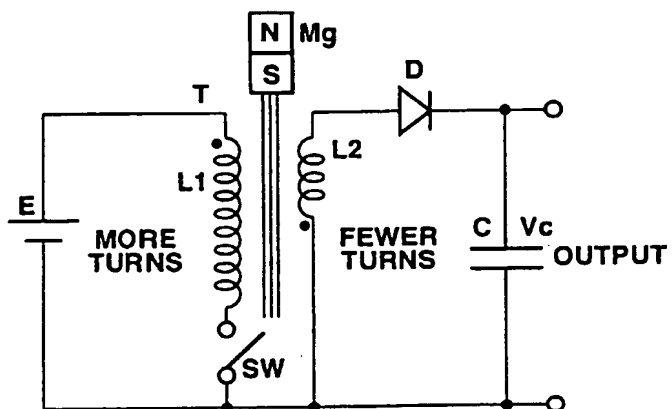 N Mg
S
D
T
L1
L2
E
MORE
TURNS
FEWER
TURNS
C Vc
OUTPUT
SW